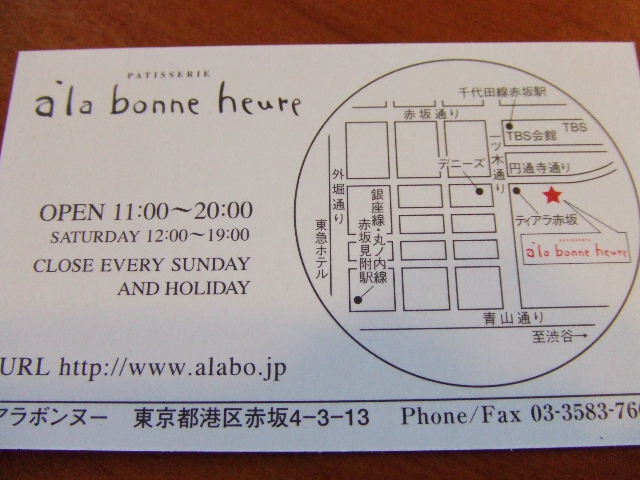 PATISSERIE
a la bonne heure
OPEN 11:00~20:00
SATURDAY 12:00~19:00
CLOSE EVERY SUNDAY
AND HOLIDAY
URL http://www.alabo.jp
千代田線赤坂駅
赤坂通り
TBS会館
TBS
一ツ木通り
円通寺通り
デニーズ
外堀通り
ティアラ赤坂
銀座線・丸ノ内線
赤坂見附駅
東急ホテル
PATISSERIE
a la bonne heure
青山通り
至渋谷→
アラボンヌー 東京都港区赤坂4-3-13 Phone/Fax 03-3583-76